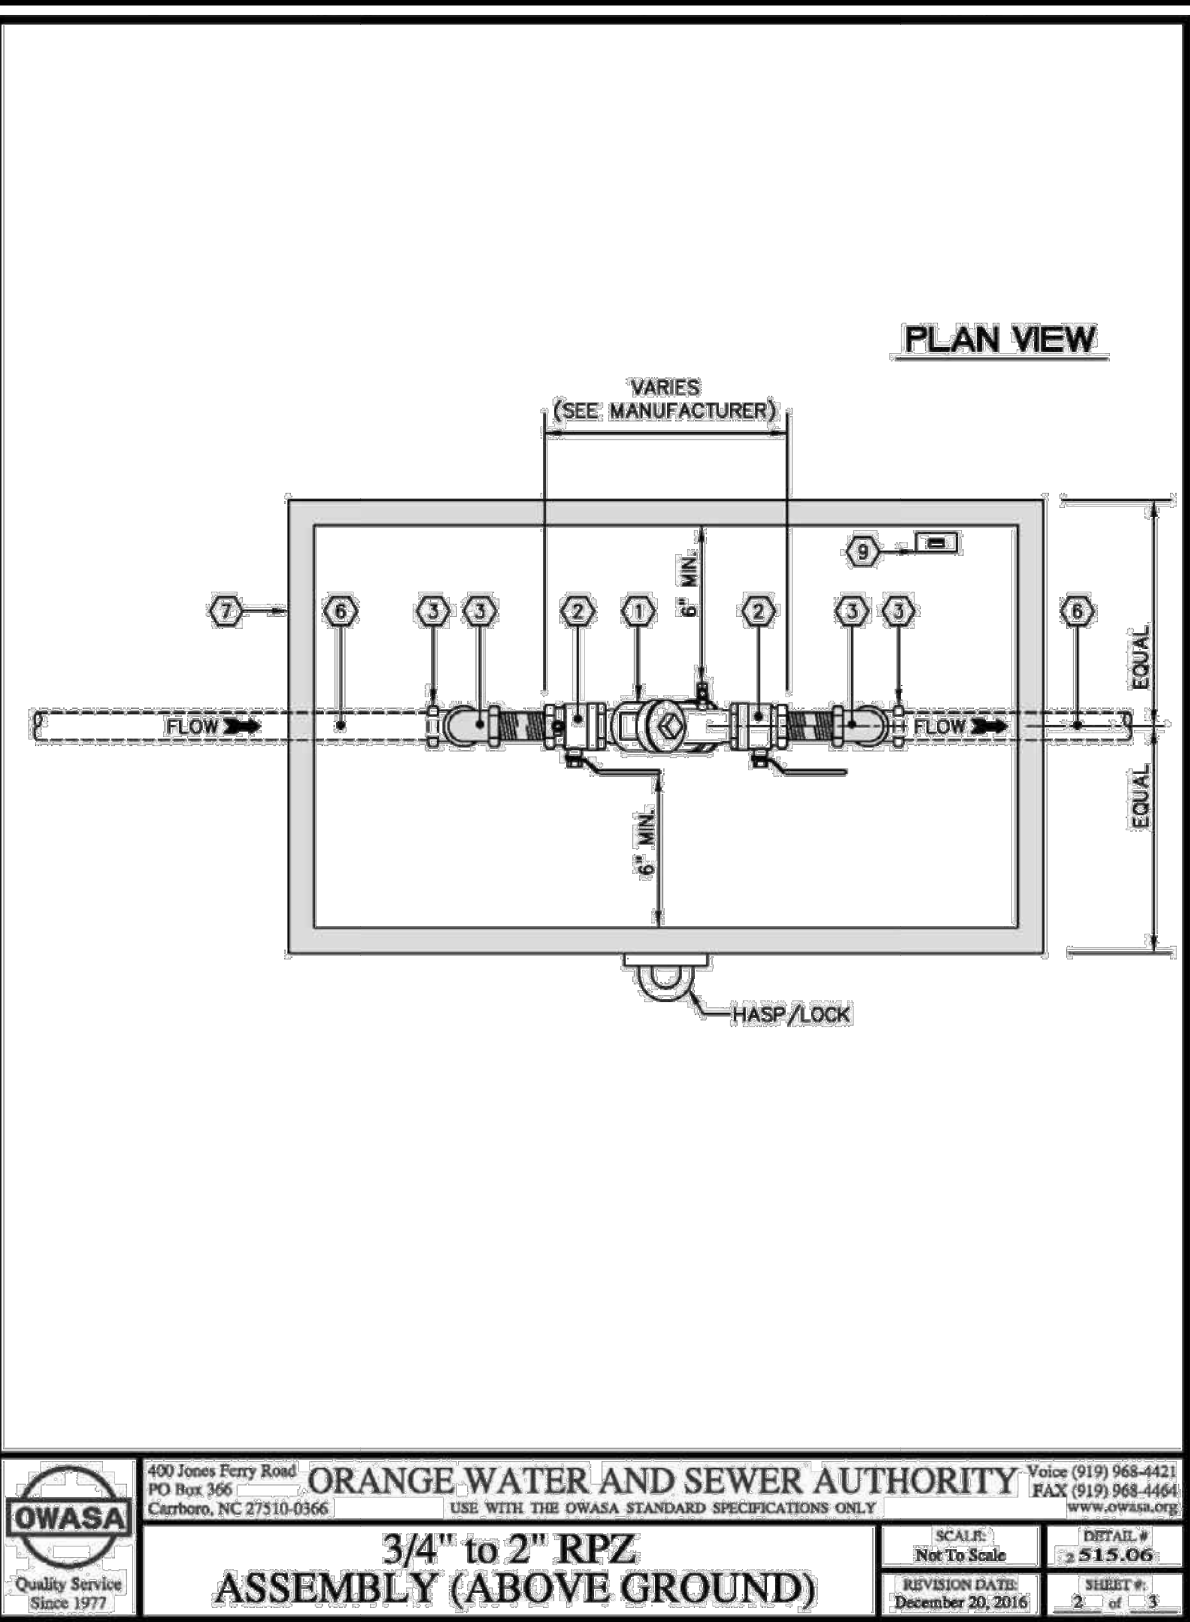 PLAN VIEW
VARIES
(SEE MANUFACTURER)
9
6" MIN.
7
6
3
3
2
1
2
3
3
6
EQUAL
FLOW
FLOW
EQUAL
6" MIN.
HASP/LOCK
OWASA
Quality Service
Since 1977
400 Jones Ferry Road
PO Box 366
Carrboro, NC 27510-0366
ORANGE WATER AND SEWER AUTHORITY
USE WITH THE OWASA STANDARD SPECIFICATIONS ONLY
Voice (919) 968-4421
FAX (919) 968-4464
www.owasa.org
3/4" to 2" RPZ
ASSEMBLY (ABOVE GROUND)
SCALE:
Not To Scale
DETAIL #
2 515.06
REVISION DATE:
December 20, 2016
SHEET #:
2 of 3